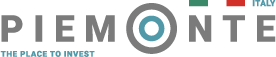 ITALY
PIEMONTE
THE PLACE TO INVEST